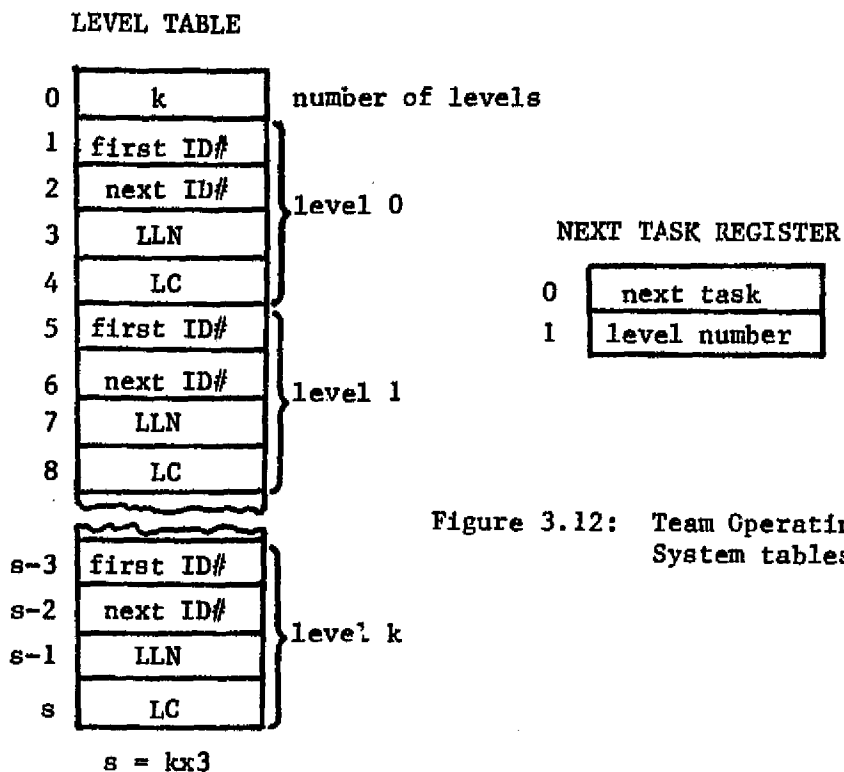 LEVEL TABLE
0 k number of levels
1 first ID#
2 next ID#
level 0
3 LLN
4 LC
5 first ID#
6 next ID#
level 1
7 LLN
8 LC
s-3 first ID#
s-2 next ID#
level k
s-1 LLN
s LC
s = kx3
NEXT TASK REGISTER
0 next task
1 level number
Figure 3.12: Team Operatin
System tables